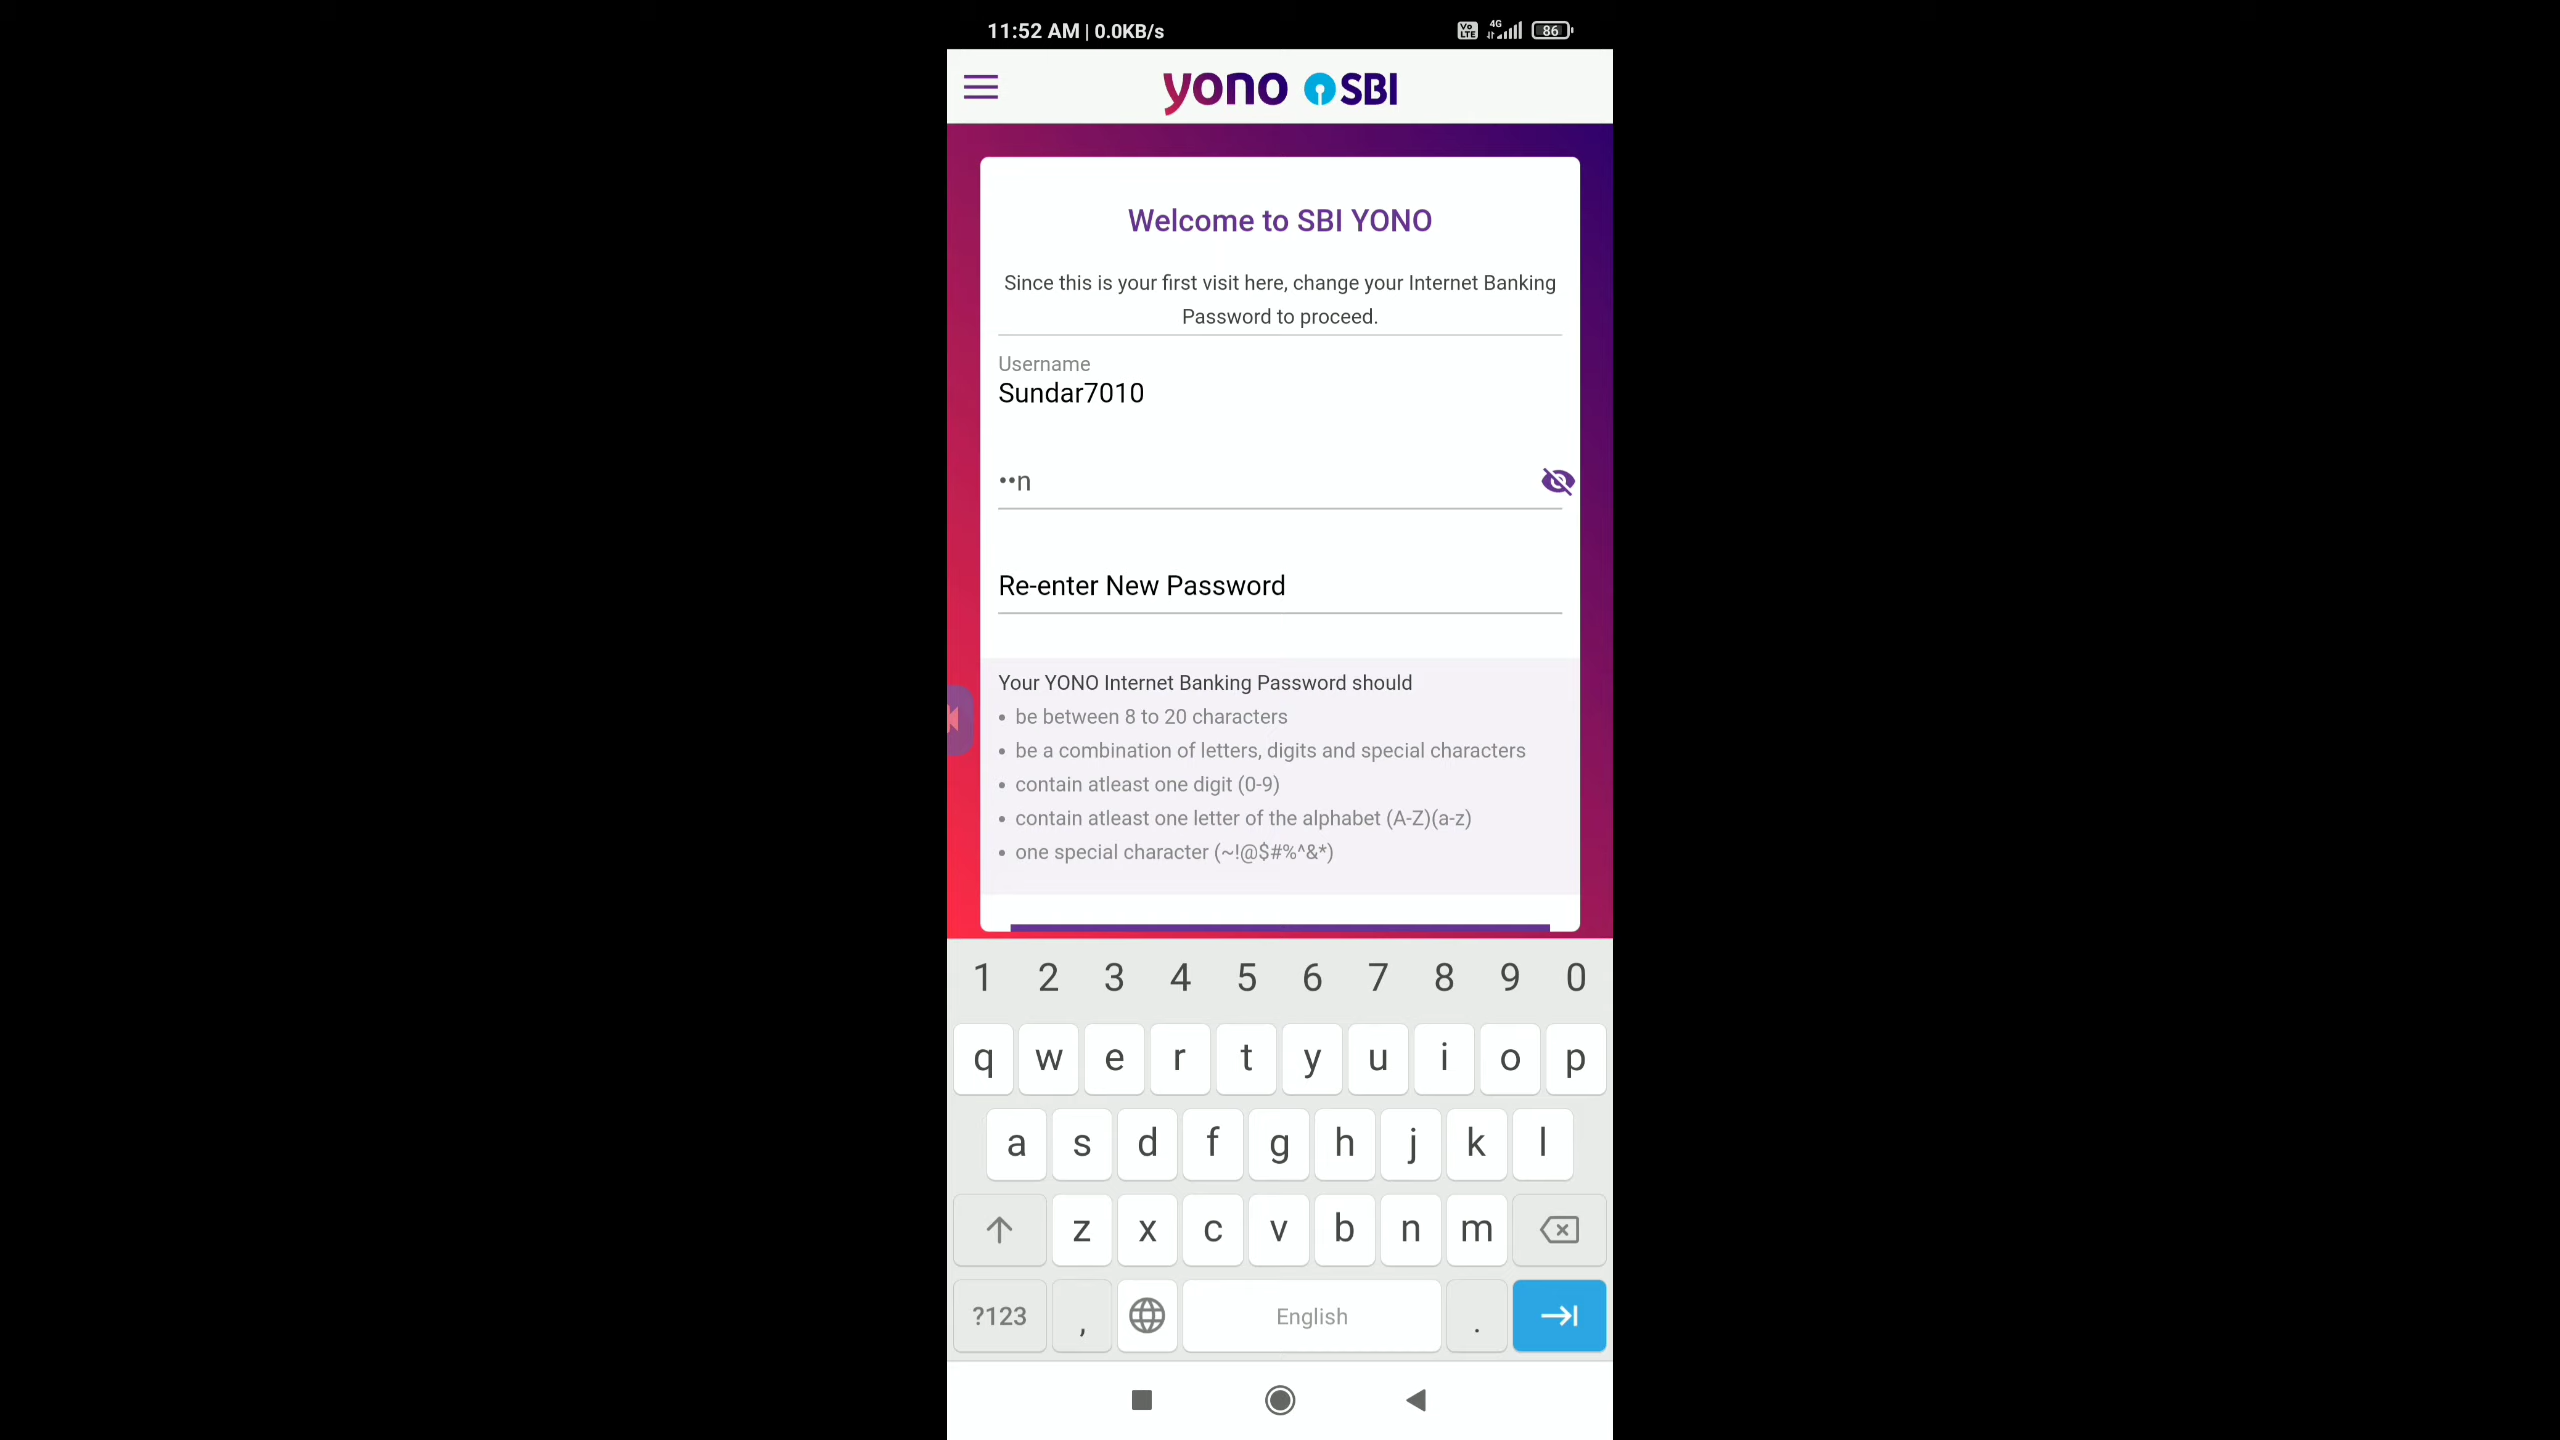 11:52 AM | 0.0KB/s
Vo LTE 4G 86
yono SBI
Welcome to SBI YONO
Since this is your first visit here, change your Internet Banking
Password to proceed.
Username
Sundar7010
••n
Re-enter New Password
Your YONO Internet Banking Password should
• be between 8 to 20 characters
• be a combination of letters, digits and special characters
• contain atleast one digit (0-9)
• contain atleast one letter of the alphabet (A-Z)(a-z)
• one special character (~!@$#%^&*)
1 2 3 4 5 6 7 8 9 0
q w e r t y u i o p
a s d f g h j k l
z x c v b n m
?123 , English .